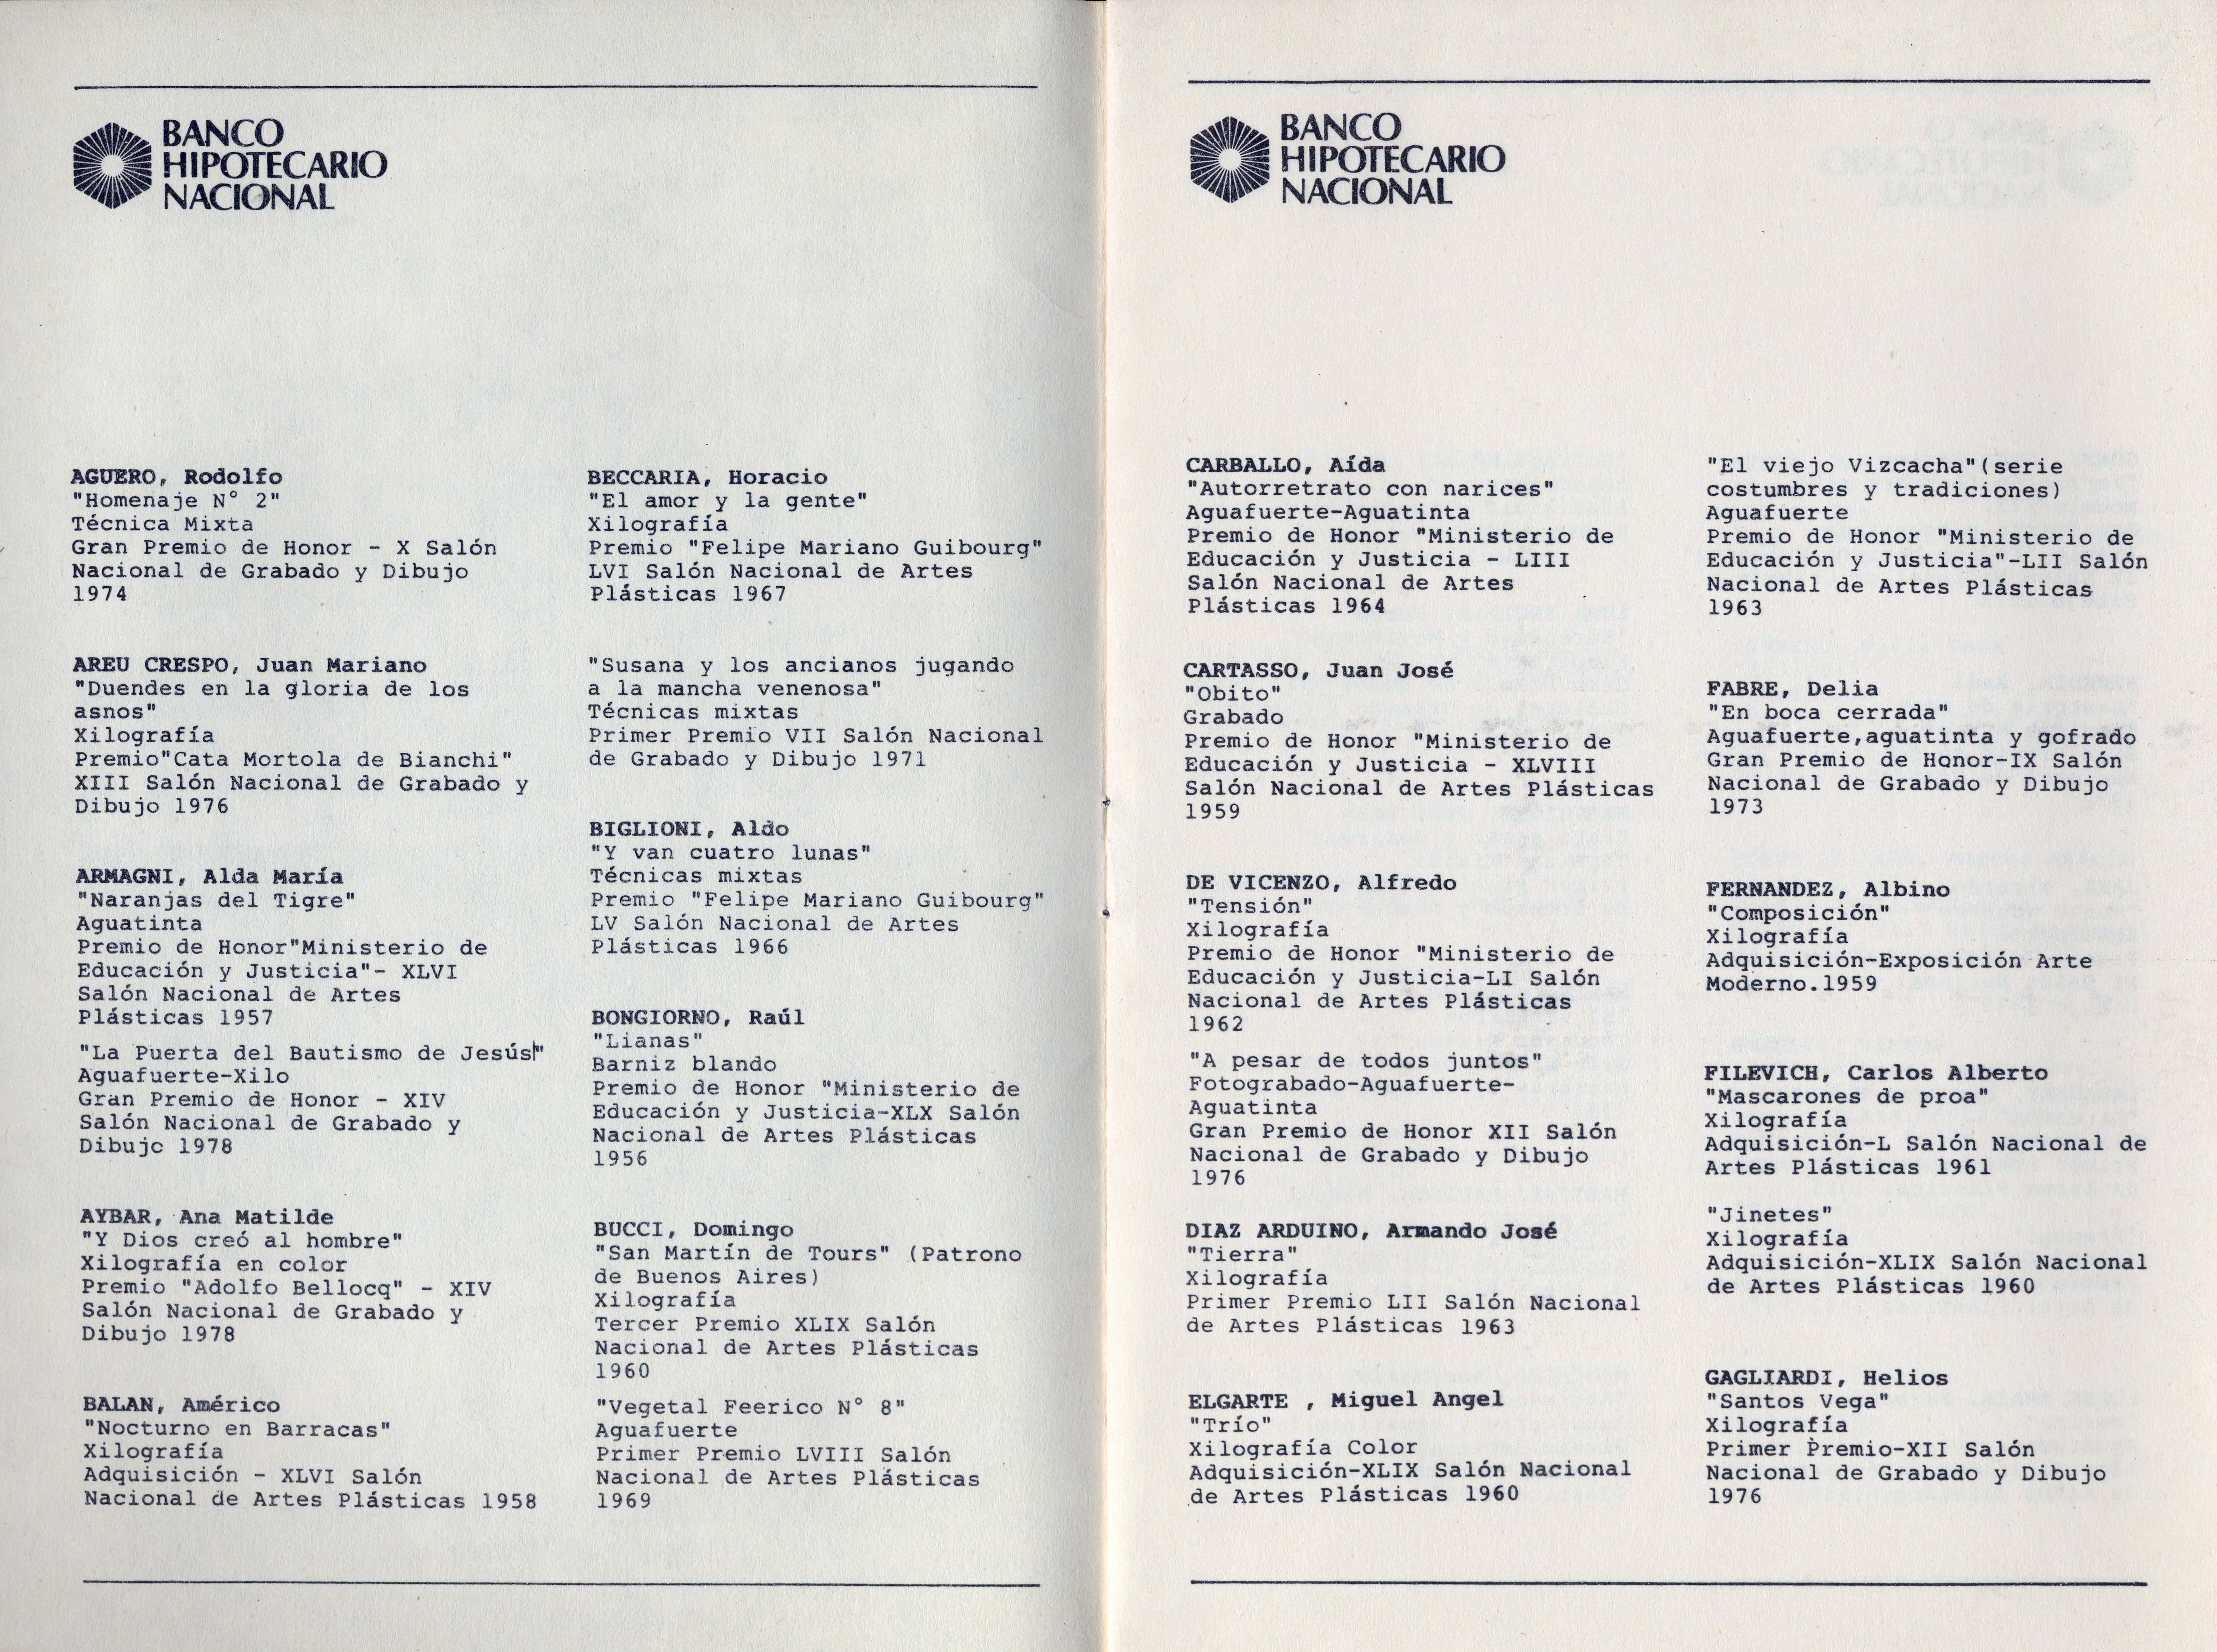 BANCO
HIPOTECARIO
NACIONAL
AGUERO, Rodolfo
"Homenaje N° 2"
Técnica Mixta
Gran Premio de Honor - X Salón
Nacional de Grabado y Dibujo
1974
AREU CRESPO, Juan Mariano
"Duendes en la gloria de los
asnos"
Xilografía
Premio"Cata Mortola de Bianchi"
XIII Salón Nacional de Grabado y
Dibujo 1976
ARMAGNI, Alda María
"Naranjas del Tigre"
Aguatinta
Premio de Honor"Ministerio de
Educación y Justicia"- XLVI
Salón Nacional de Artes
Plásticas 1957
"La Puerta del Bautismo de Jesús"
Aguafuerte-Xilo
Gran Premio de Honor - XIV
Salón Nacional de Grabado y
Dibujc 1978
AYBAR, Ana Matilde
"Y Dios creó al hombre"
Xilografía en color
Premio "Adolfo Bellocq" - XIV
Salón Nacional de Grabado y
Dibujo 1978
BALAN, Américo
"Nocturno en Barracas"
Xilografía
Adquisición - XLVI Salón
Nacional de Artes Plásticas 1958
BECCARIA, Horacio
"El amor y la gente"
Xilografía
Premio "Felipe Mariano Guibourg"
LVI Salón Nacional de Artes
Plásticas 1967
"Susana y los ancianos jugando
a la mancha venenosa"
Técnicas mixtas
Primer Premio VII Salón Nacional
de Grabado y Dibujo 1971
BIGLIONI, Aldo
"Y van cuatro lunas"
Técnicas mixtas
Premio "Felipe Mariano Guibourg"
LV Salón Nacional de Artes
Plásticas 1966
BONGIORNO, Raúl
"Lianas"
Barniz blando
Premio de Honor "Ministerio de
Educación y Justicia-XLX Salón
Nacional de Artes Plásticas
1956
BUCCI, Domingo
"San Martín de Tours" (Patrono
de Buenos Aires)
Xilografía
Tercer Premio XLIX Salón
Nacional de Artes Plásticas
1960
"Vegetal Feerico N° 8"
Aguafuerte
Primer Premio LVIII Salón
Nacional de Artes Plásticas
1969
BANCO
HIPOTECARIO
NACIONAL
CARBALLO, Aída
"Autorretrato con narices"
Aguafuerte-Aguatinta
Premio de Honor "Ministerio de
Educación y Justicia - LIII
Salón Nacional de Artes
Plásticas 1964
CARTASSO, Juan José
"Obito"
Grabado
Premio de Honor "Ministerio de
Educación y Justicia - XLVIII
Salón Nacional de Artes Plásticas
1959
DE VICENZO, Alfredo
"Tensión"
Xilografía
Premio de Honor "Ministerio de
Educación y Justicia-LI Salón
Nacional de Artes Plásticas
1962
"A pesar de todos juntos"
Fotograbado-Aguafuerte-
Aguatinta
Gran Premio de Honor XII Salón
Nacional de Grabado y Dibujo
1976
DIAZ ARDUINO, Armando José
"Tierra"
Xilografía
Primer Premio LII Salón Nacional
de Artes Plásticas 1963
ELGARTE , Miguel Angel
"Trío"
Xilografía Color
Adquisición-XLIX Salón Nacional
de Artes Plásticas 1960
"El viejo Vizcacha"(serie
costumbres y tradiciones)
Aguafuerte
Premio de Honor "Ministerio de
Educación y Justicia"-LII Salón
Nacional de Artes Plásticas
1963
FABRE, Delia
"En boca cerrada"
Aguafuerte,aguatinta y gofrado
Gran Premio de Honor-IX Salón
Nacional de Grabado y Dibujo
1973
FERNANDEZ, Albino
"Composición"
Xilografía
Adquisición-Exposición Arte
Moderno.1959
FILEVICH, Carlos Alberto
"Mascarones de proa"
Xilografía
Adquisición-L Salón Nacional de
Artes Plásticas 1961
"Jinetes"
Xilografía
Adquisición-XLIX Salón Nacional
de Artes Plásticas 1960
GAGLIARDI, Helios
"Santos Vega"
Xilografía
Primer Premio-XII Salón
Nacional de Grabado y Dibujo
1976